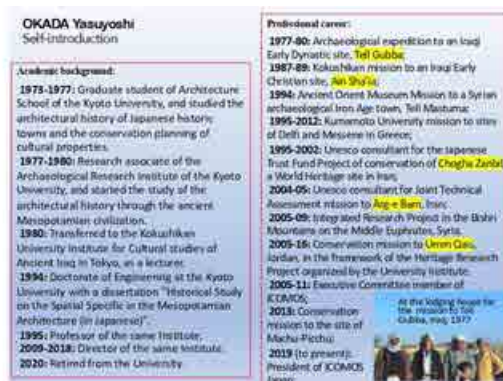 OKADA Yasuyoshi
Self-introduction
Academic background:
1973-1977: Graduate student of Architecture
School of the Kyoto University, and studied the
architectural history of Japanese historic
towns and the conservation planning of
cultural properties.
1977-1980: Research associate of the
Archaeological Research Institute of the Kyoto
University, and started the study of the
architectural history through the ancient
Mesopotamian civilization.
1980: Transferred to the Kokushikan
University Institute for Cultural studies of
Ancient Iraq in Tokyo, as a lecturer.
1994: Doctorate of Engineering at the Kyoto
University with a dissertation "Historical Study
on the Spatial Specific in the Mesopotamian
Architecture (in Japanese)".
1995: Professor of the same Institute.
2009-2018: Director of the same Institute.
2020: Retired from the University
Professional career:
1977-80: Archaeological expedition to an Iraqi
Early Dynastic site, Tell Gubba;
1987-89: Kokushikan mission to an Iraqi Early
Christian site, Ain Sha'ia;
1994: Ancient Orient Museum Mission to a Syrian
archaeological Iron Age town, Tell Mastuma;
1995-2012: Kumamoto University mission to sites
of Delfi and Messene in Greece;
1995-2002: Unesco consultant for the Japanese
Trust Fund Project of conservation of Chogha Zanbil,
a World Heritage site in Iran;
2004-05: Unesco consultant for Joint Technical
Assessment mission to Arg-e Bam, Iran;
2005-09: Integrated Research Project in the Bishri
Mountains on the Middle Euphrates, Syria.
2005-16: Conservation mission to Umm Qais,
Jordan, in the framework of the Heritage Research
Project organized by the University Institute.
2005-11: Executive Committee member of
ICOMOS;
2013: Conservation
mission to the site of
Machu-Picchu;
2019 (to present):
President of ICOMOS
Japan
At the lodging house for
the mission to Tell
Gubba, Iraq, 1977